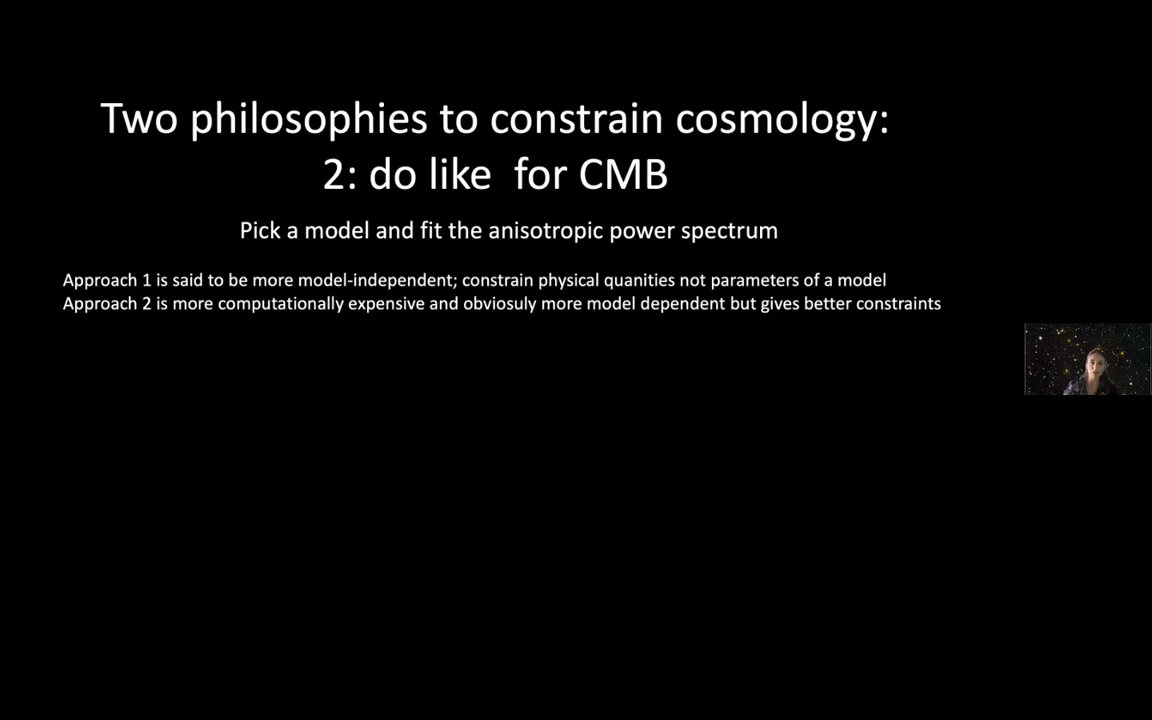 Two philosophies to constrain cosmology:
2: do like  for CMB
Pick a model and fit the anisotropic power spectrum
Approach 1 is said to be more model-independent; constrain physical quanities not parameters of a model
Approach 2 is more computationally expensive and obviosuly more model dependent but gives better constraints